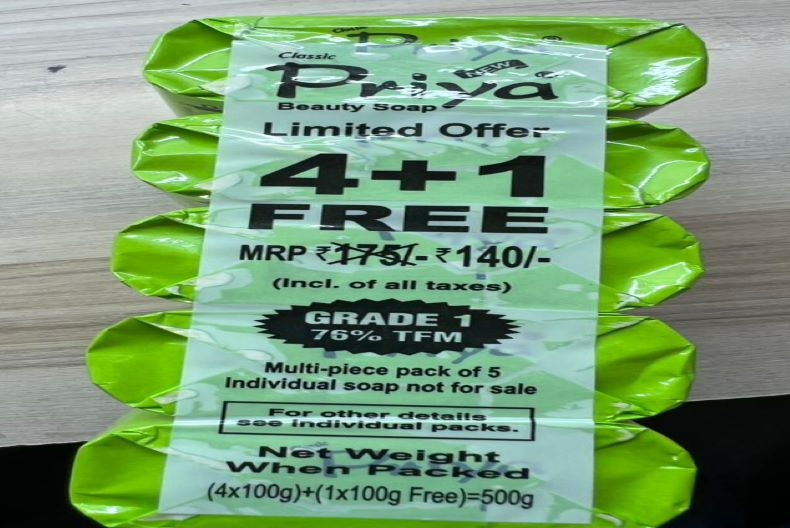 Classic
Priya
Classic
Priya NEW
Beauty Soap
Limited Offer
4+1
FREE
MRP ₹175/- ₹140/-
(Incl. of all taxes)
GRADE 1
76% TFM
Multi-piece pack of 5
Individual soap not for sale
For other details
see individual packs.
Net Weight
When Packed
(4x100g)+(1x100g Free)=500g